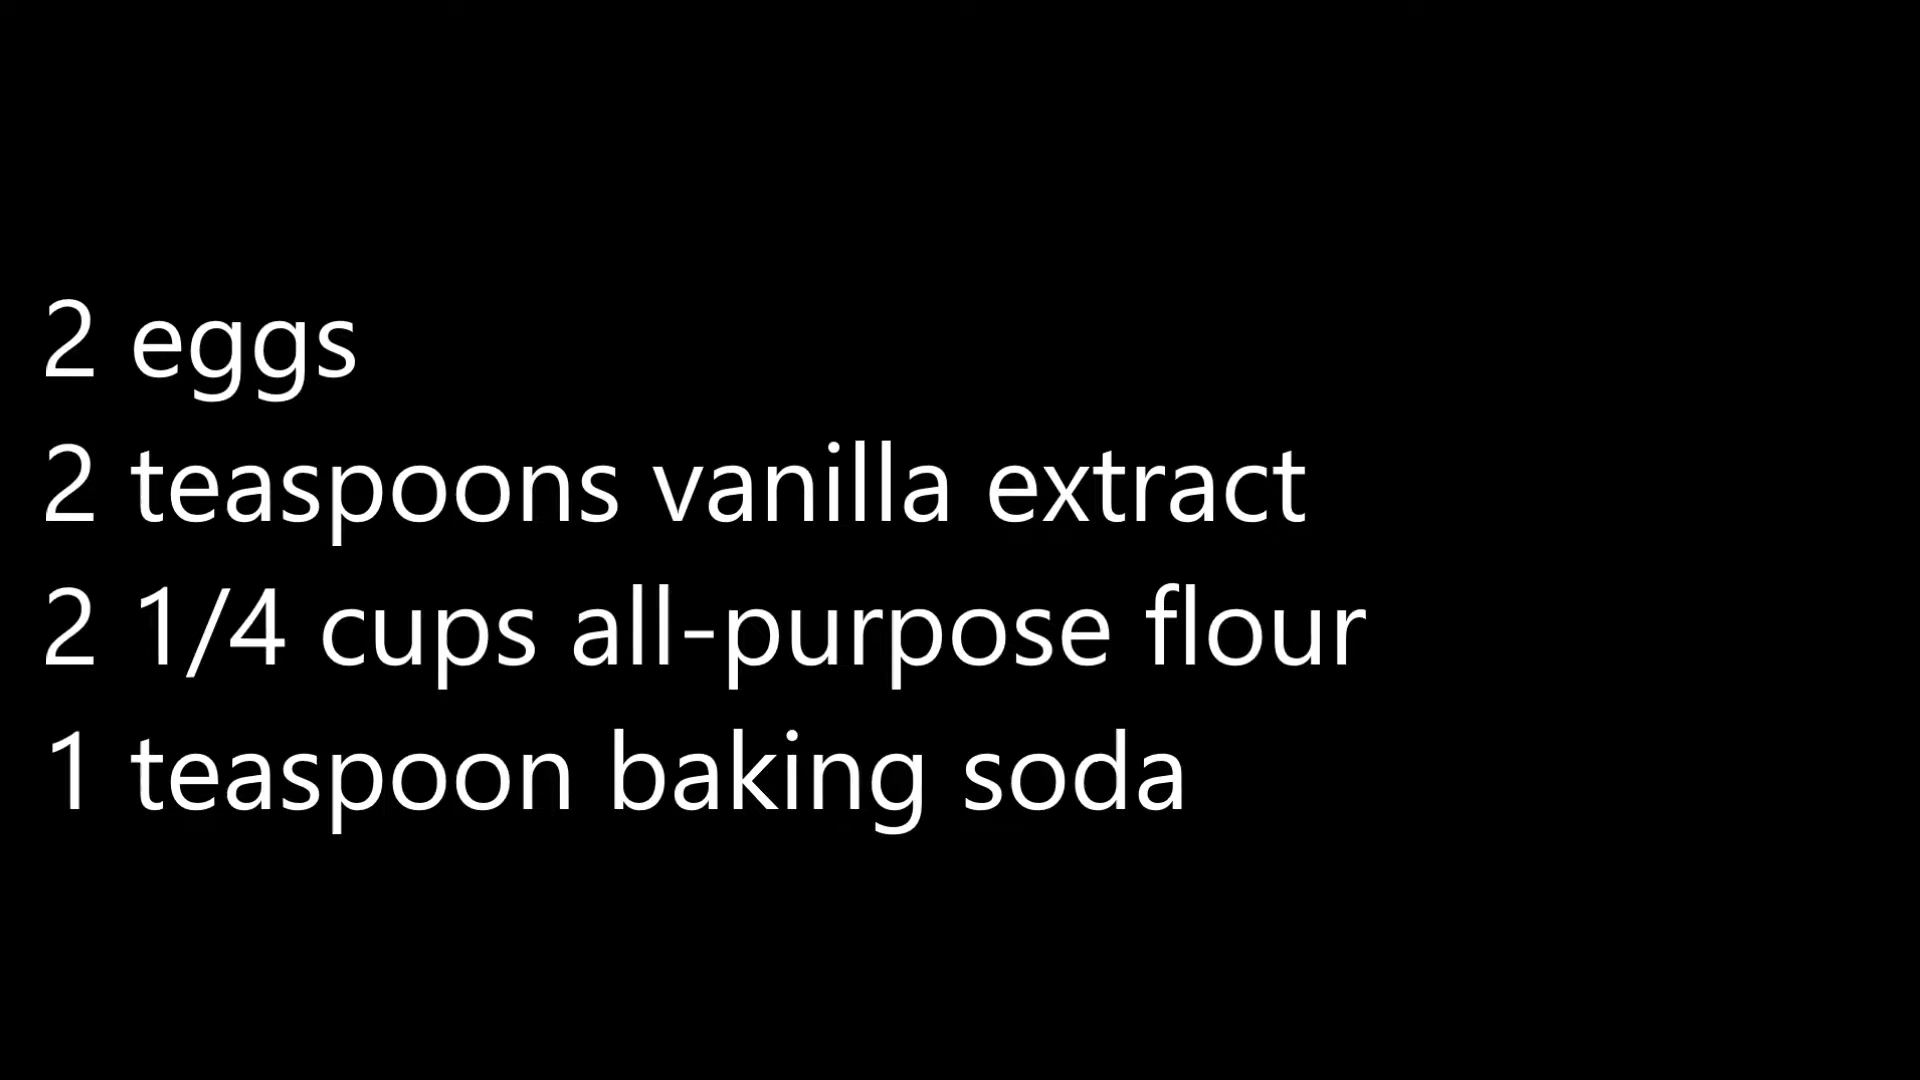 2 eggs
2 teaspoons vanilla extract
2 1/4 cups all-purpose flour
1 teaspoon baking soda